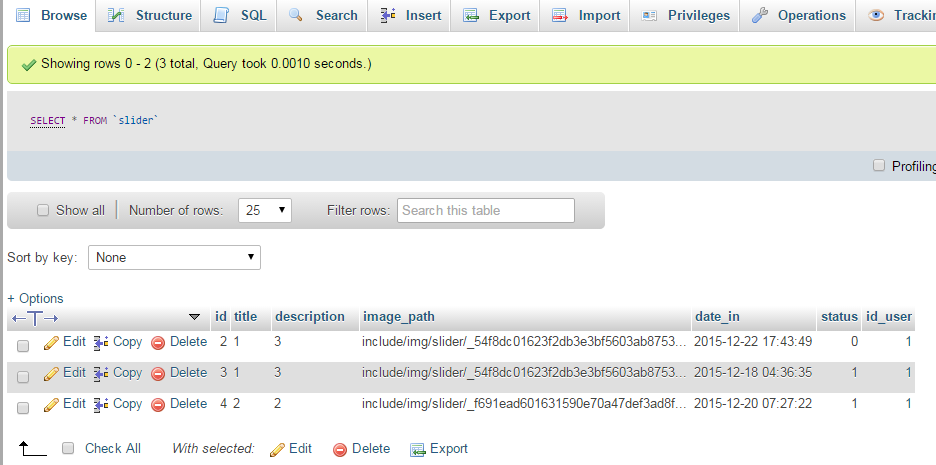 Browse Structure SQL Search Insert Export Import Privileges Operations
Showing rows 0 - 2 (3 total, Query took 0.0010 seconds.)
SELECT * FROM `slider`
Profiling
Show all Number of rows: 25 Filter rows: Search this table
Sort by key: None
+ Options
←T→ id title description image_path date_in status id_user
Edit Copy Delete 2 1 3 include/img/slider/_54f8dc01623f2db3e3bf5603ab8753... 2015-12-22 17:43:49 0 1
Edit Copy Delete 3 1 3 include/img/slider/_54f8dc01623f2db3e3bf5603ab8753... 2015-12-18 04:36:35 1 1
Edit Copy Delete 4 2 2 include/img/slider/_f691ead601631590e70a47def3ad8f... 2015-12-20 07:27:22 1 1
Check All With selected: Edit Delete Export